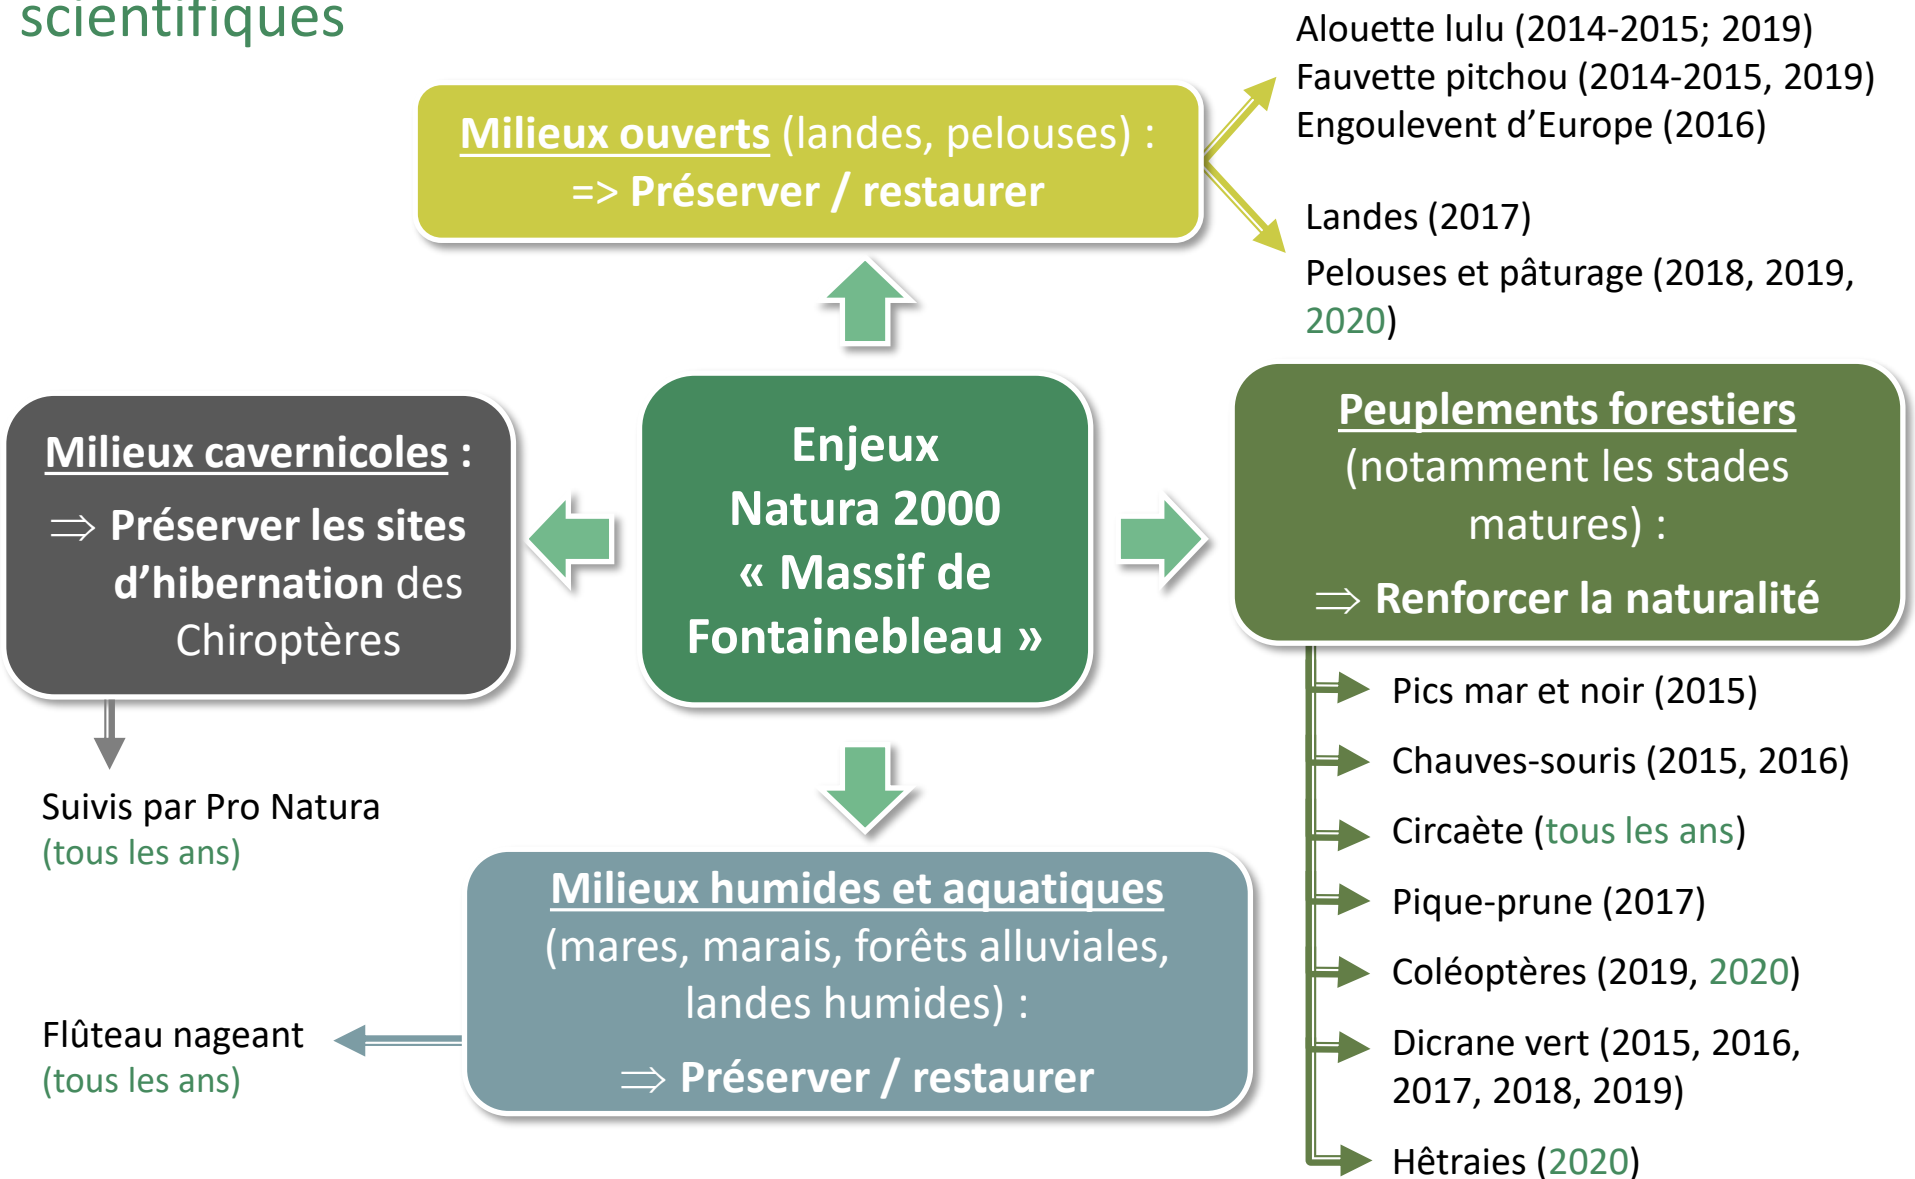 scientifiques
Alouette lulu (2014-2015; 2019)
Fauvette pitchou (2014-2015, 2019)
Engoulevent d’Europe (2016)
Milieux ouverts (landes, pelouses) :
=> Préserver / restaurer
Landes (2017)
Pelouses et pâturage (2018, 2019,
2020)
Milieux cavernicoles :
⇒ Préserver les sites
d’hibernation des
Chiroptères
Enjeux
Natura 2000
« Massif de
Fontainebleau »
Peuplements forestiers
(notamment les stades
matures) :
⇒ Renforcer la naturalité
Suivis par Pro Natura
(tous les ans)
Pics mar et noir (2015)
Chauves-souris (2015, 2016)
Circaète (tous les ans)
Pique-prune (2017)
Coléoptères (2019, 2020)
Dicrane vert (2015, 2016,
2017, 2018, 2019)
Hêtraies (2020)
Milieux humides et aquatiques
(mares, marais, forêts alluviales,
landes humides) :
⇒ Préserver / restaurer
Flûteau nageant
(tous les ans)